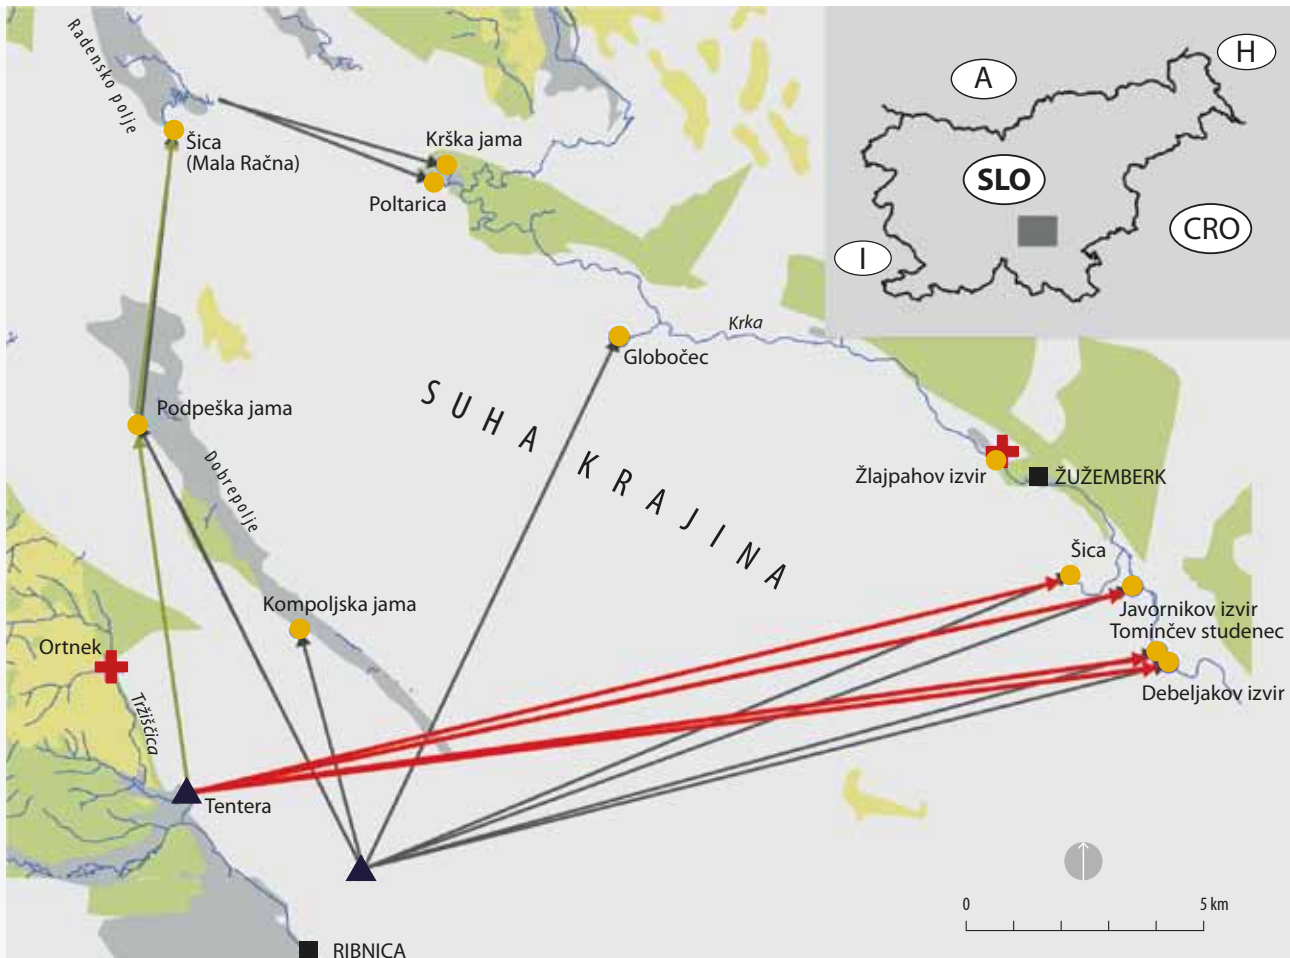 Radensko polje
Šica
(Mala Račna)
Krška jama
Poltarica
A
H
SLO
CRO
I
Krka
Globočec
SUHA KRAJINA
Podpeška jama
Dobrepolje
Žlajpahov izvir
ŽUŽEMBERK
Šica
Kompoljska jama
Javornikov izvir
Tominčev studenec
Ortnek
Debeljakov izvir
Tržiščica
Tentera
0
5 km
RIBNICA